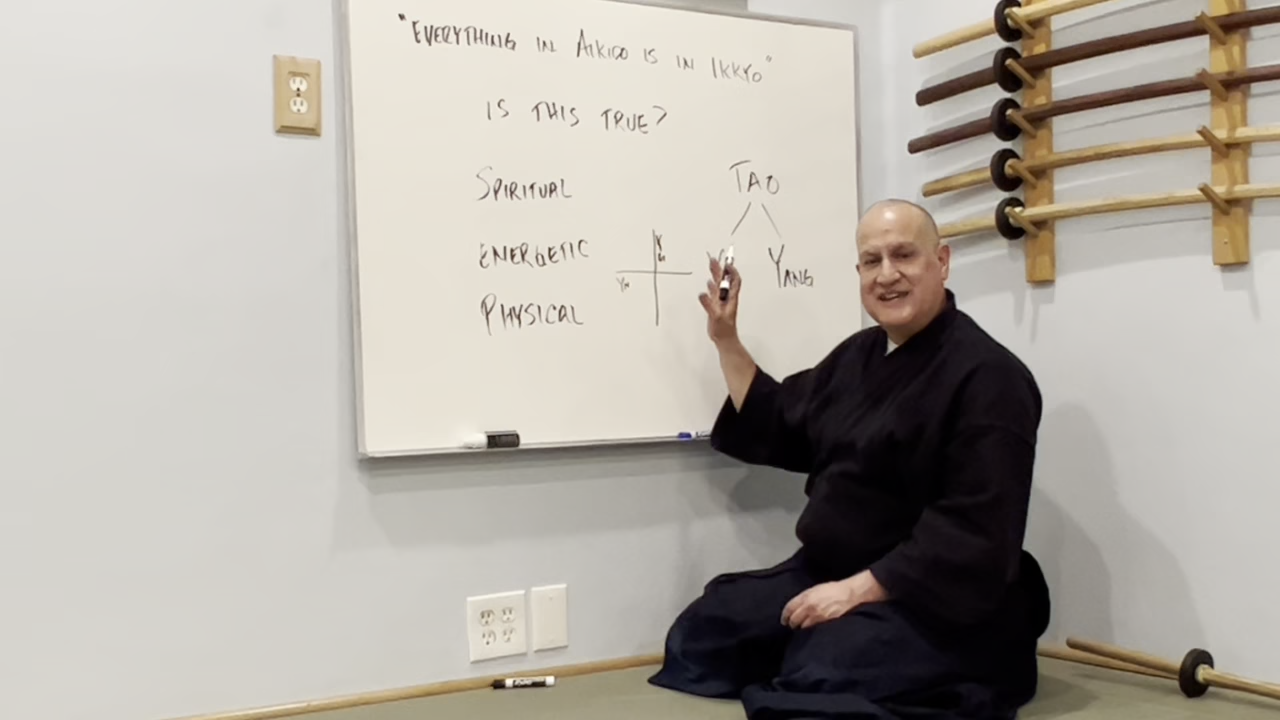 "EVERYTHING IN AIKIDO IS IN IKKYO"
IS THIS TRUE?
SPIRITUAL
TAO
ENERGETIC
YANG
PHYSICAL